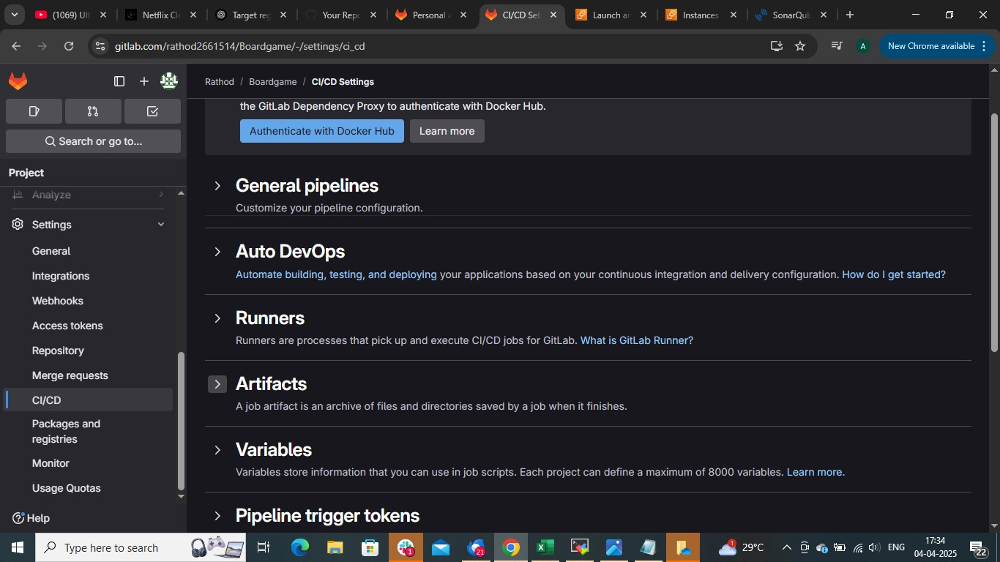 (1069) Ult
Netflix Clo
Target reg
Your Repo
Personal a
CI/CD Set
Launch an
Instances
SonarQub
gitlab.com/rathod2661514/Boardgame/-/settings/ci_cd
A
New Chrome available
Rathod / Boardgame / CI/CD Settings
Search or go to...
Project
Analyze
Settings
General
Integrations
Webhooks
Access tokens
Repository
Merge requests
CI/CD
Packages and
registries
Monitor
Usage Quotas
Help
the GitLab Dependency Proxy to authenticate with Docker Hub.
Authenticate with Docker Hub
Learn more
General pipelines
Customize your pipeline configuration.
Auto DevOps
Automate building, testing, and deploying your applications based on your continuous integration and delivery configuration. How do I get started?
Runners
Runners are processes that pick up and execute CI/CD jobs for GitLab. What is GitLab Runner?
Artifacts
A job artifact is an archive of files and directories saved by a job when it finishes.
Variables
Variables store information that you can use in job scripts. Each project can define a maximum of 8000 variables. Learn more.
Pipeline trigger tokens
Type here to search
1
21
1
29°C
ENG
17:34
04-04-2025
22